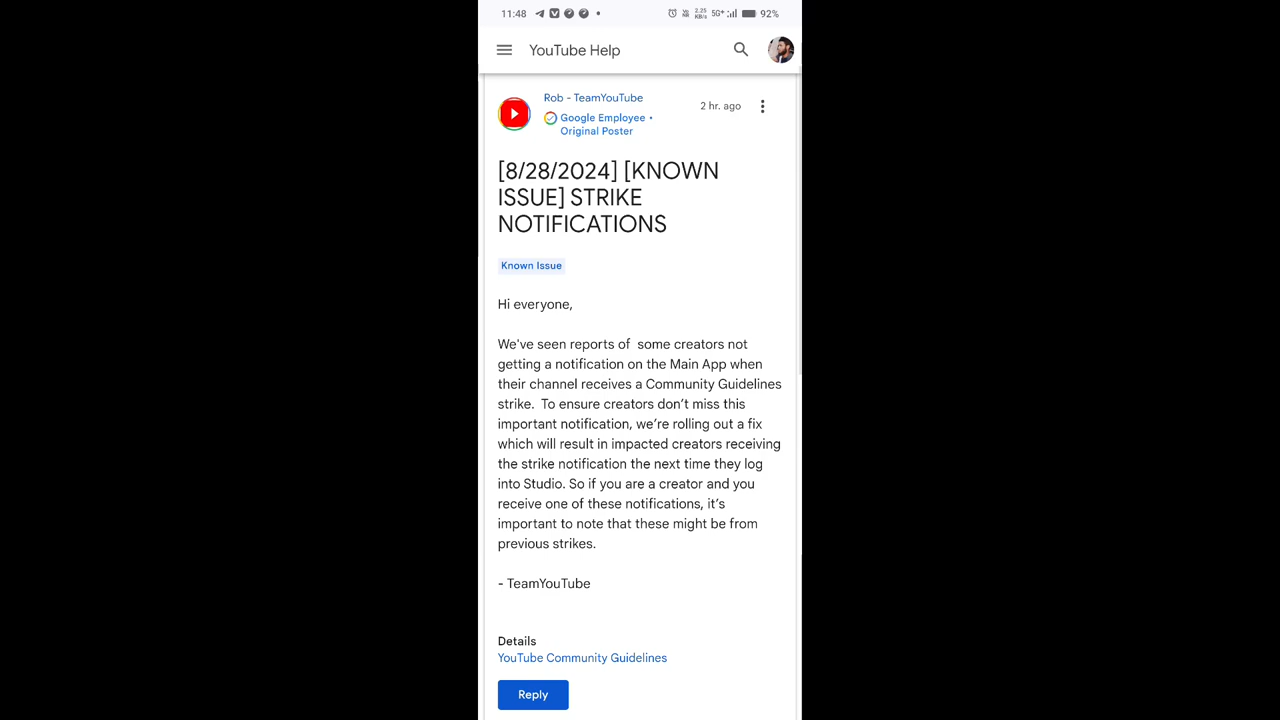 11:48 2.25 KB/s 5G+ 92%
YouTube Help
Rob - TeamYouTube
2 hr. ago
Google Employee •
Original Poster
[8/28/2024] [KNOWN
ISSUE] STRIKE
NOTIFICATIONS
Known Issue
Hi everyone,
We've seen reports of  some creators not
getting a notification on the Main App when
their channel receives a Community Guidelines
strike.  To ensure creators don’t miss this
important notification, we’re rolling out a fix
which will result in impacted creators receiving
the strike notification the next time they log
into Studio. So if you are a creator and you
receive one of these notifications, it’s
important to note that these might be from
previous strikes.
- TeamYouTube
Details
YouTube Community Guidelines
Reply